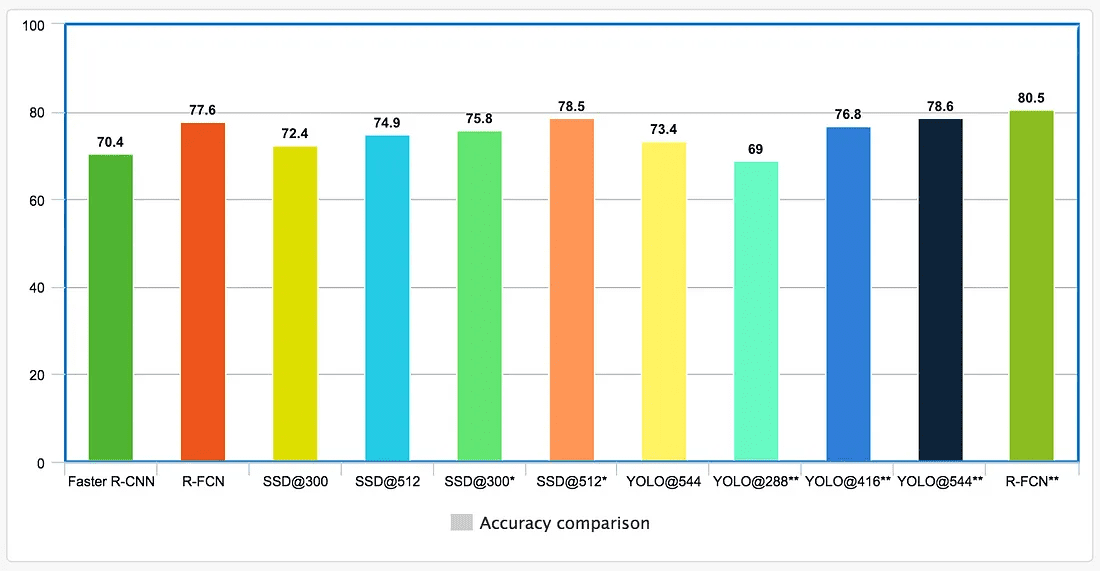 100
80
60
40
20
0
70.4
77.6
72.4
74.9
75.8
78.5
73.4
69
76.8
78.6
80.5
Faster R-CNN
R-FCN
SSD@300
SSD@512
SSD@300*
SSD@512*
YOLO@544
YOLO@288**
YOLO@416**
YOLO@544**
R-FCN**
Accuracy comparison